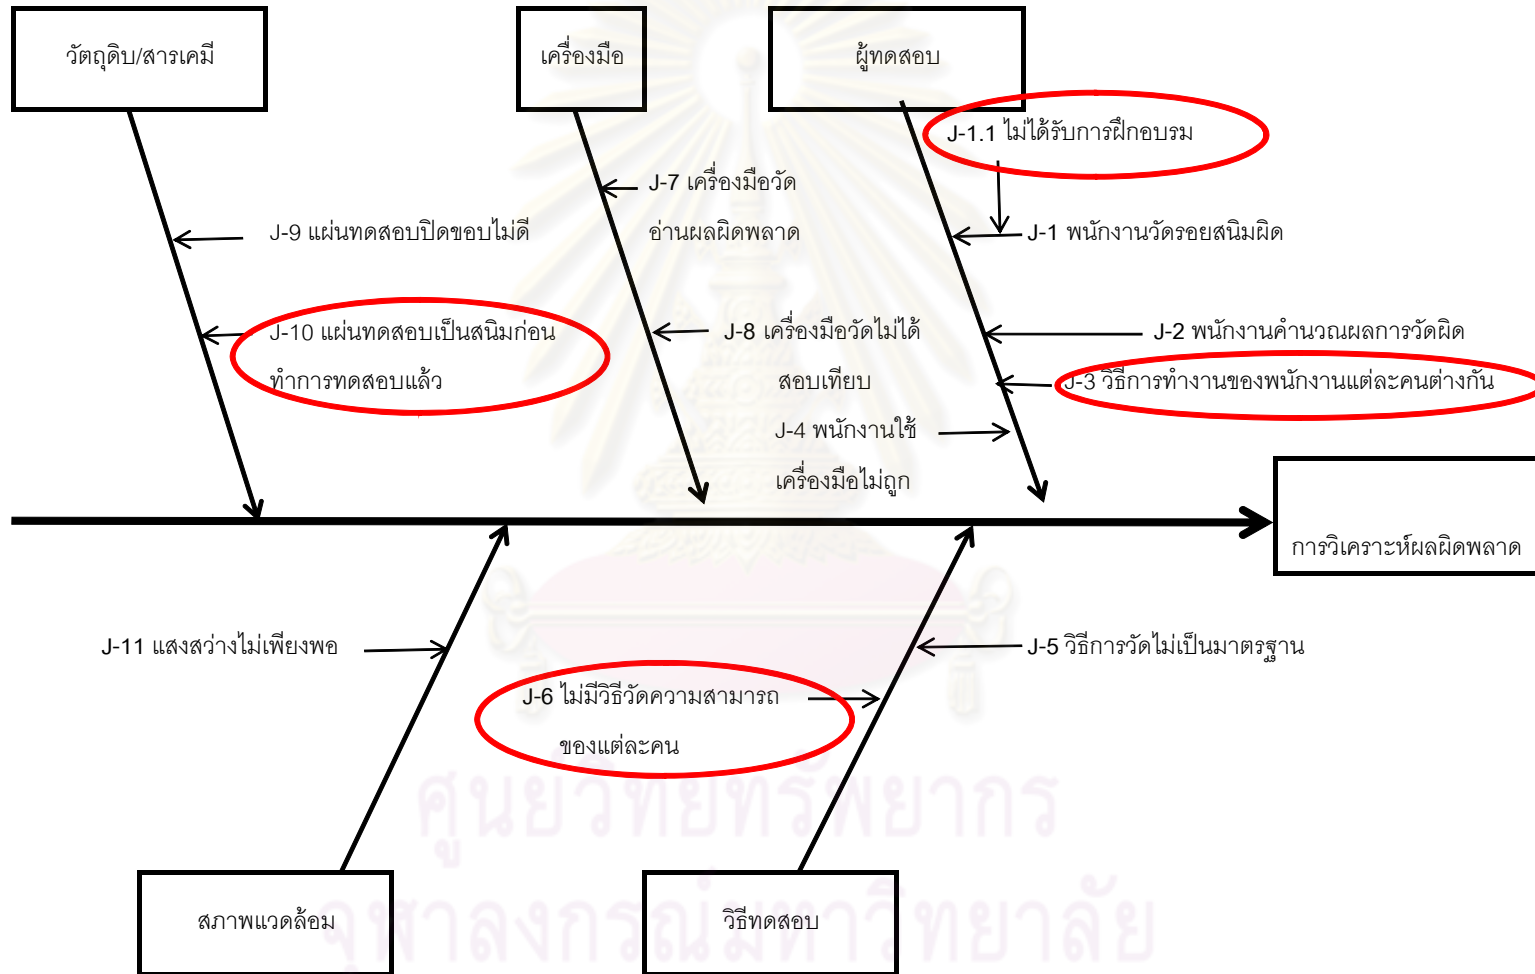 วัตถุดิบ/สารเคมี
เครื่องมือ
ผู้ทดสอบ
J-1.1 ไม่ได้รับการฝึกอบรม
J-7 เครื่องมือวัด
อ่านผลผิดพลาด
J-9 แผ่นทดสอบปิดขอบไม่ดี
J-1 พนักงานวัดรอยสนิมผิด
J-10 แผ่นทดสอบเป็นสนิมก่อน
ทำการทดสอบแล้ว
J-8 เครื่องมือวัดไม่ได้
สอบเทียบ
J-2 พนักงานคำนวณผลการวัดผิด
J-3 วิธีการทำงานของพนักงานแต่ละคนต่างกัน
J-4 พนักงานใช้
เครื่องมือไม่ถูก
การวิเคราะห์ผลผิดพลาด
J-11 แสงสว่างไม่เพียงพอ
J-5 วิธีการวัดไม่เป็นมาตรฐาน
J-6 ไม่มีวิธีวัดความสามารถ
ของแต่ละคน
ศูนย์วิทยทรัพยากร
จุฬาลงกรณ์มหาวิทยาลัย
สภาพแวดล้อม
วิธีทดสอบ